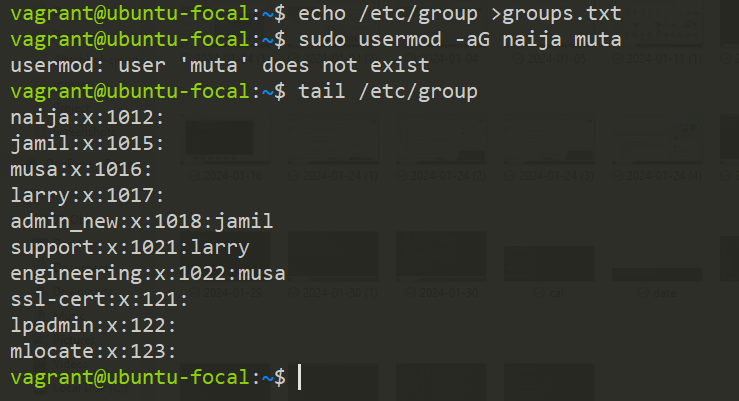 vagrant@ubuntu-focal:~$ echo /etc/group >groups.txt
vagrant@ubuntu-focal:~$ sudo usermod -aG naija muta
usermod: user 'muta' does not exist
vagrant@ubuntu-focal:~$ tail /etc/group
naija:x:1012:
jamil:x:1015:
musa:x:1016:
larry:x:1017:
admin_new:x:1018:jamil
support:x:1021:larry
engineering:x:1022:musa
ssl-cert:x:121:
lpadmin:x:122:
mlocate:x:123:
vagrant@ubuntu-focal:~$